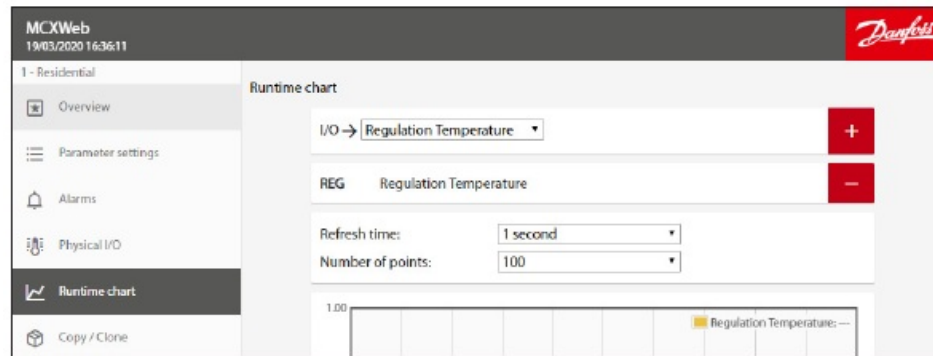 MCXWeb
19/03/2020 16:36:11
Danfoss
1 - Residential
Overview
Parameter settings
Alarms
Physical I/O
Runtime chart
Copy / Clone
Runtime chart
I/O → Regulation Temperature
+
REG Regulation Temperature
−
Refresh time: 1 second
Number of points: 100
1.00
Regulation Temperature: ---